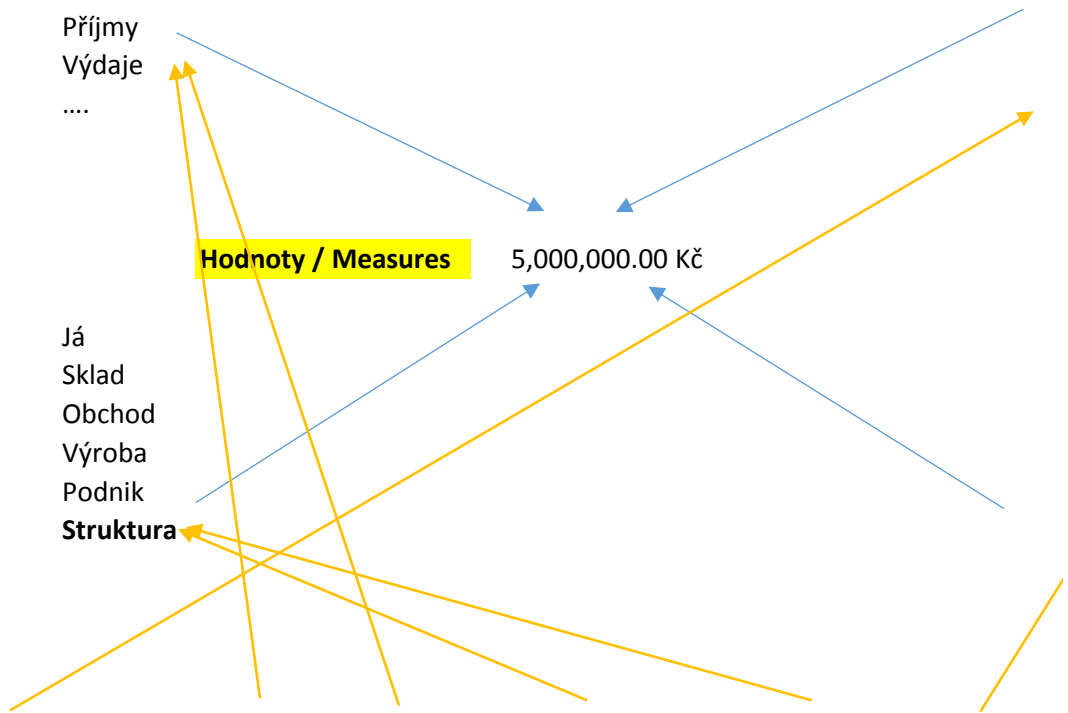 Příjmy
Výdaje
....
Hodnoty / Measures 5,000,000.00 Kč
Já
Sklad
Obchod
Výroba
Podnik
Struktura